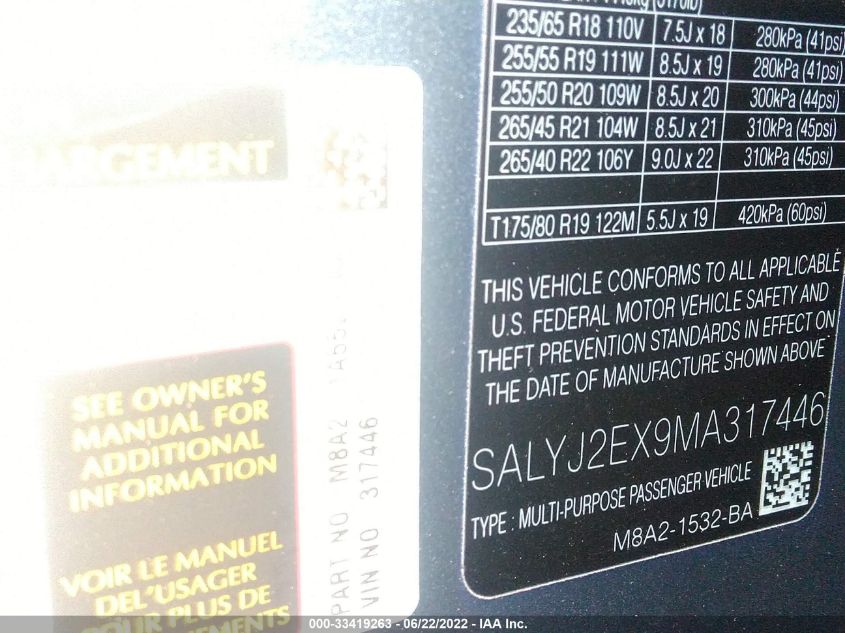 235/65 R18 110V 7.5J x 18 280kPa (41psi)
255/55 R19 111W 8.5J x 19 280kPa (41psi)
255/50 R20 109W 8.5J x 20 300kPa (44psi)
265/45 R21 104W 8.5J x 21 310kPa (45psi)
265/40 R22 106Y 9.0J x 22 310kPa (45psi)
T175/80 R19 122M 5.5J x 19 420kPa (60psi)
THIS VEHICLE CONFORMS TO ALL APPLICABLE
U.S. FEDERAL MOTOR VEHICLE SAFETY AND
THEFT PREVENTION STANDARDS IN EFFECT ON
THE DATE OF MANUFACTURE SHOWN ABOVE
SALYJ2EX9MA317446
TYPE : MULTI-PURPOSE PASSENGER VEHICLE
M8A2-1532-BA
SEE OWNER'S
MANUAL FOR
ADDITIONAL
INFORMATION
VOIR LE MANUEL
DEL'USAGER
POUR PLUS DE
PART NO M8A2
VIN NO 317446
000-33419263 - 06/22/2022 - IAA Inc.